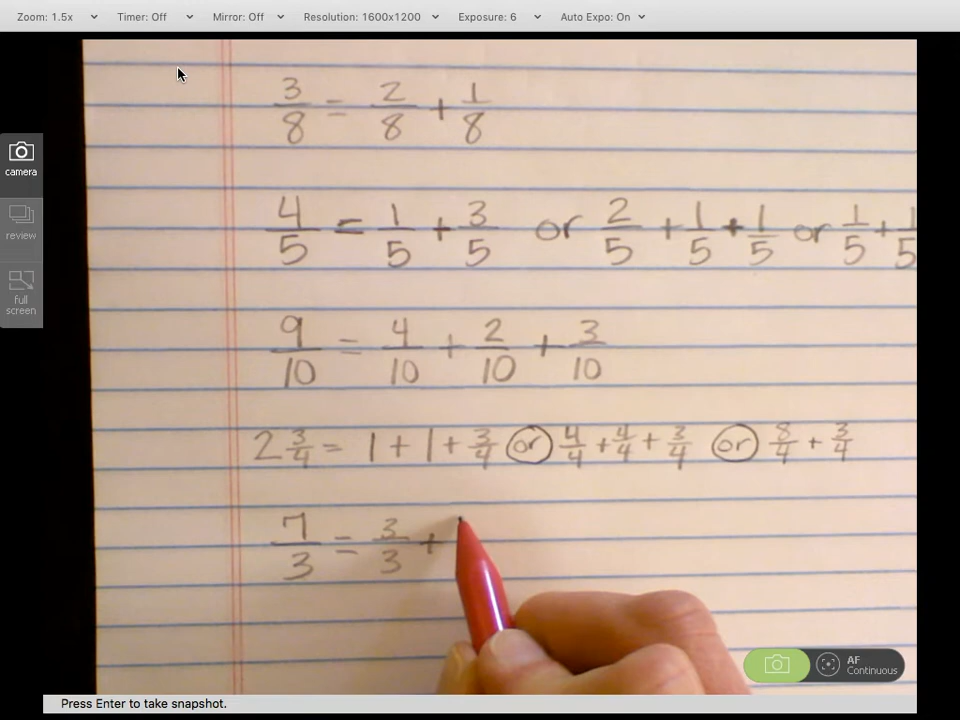 Zoom: 1.5x Timer: Off Mirror: Off Resolution: 1600x1200 Exposure: 6 Auto Expo: On
camera
review
full
screen
3/8 = 2/8 + 1/8
4/5 = 1/5 + 3/5 or 2/5 + 1/5 + 1/5 or 1/5 + 1/5
9/10 = 4/10 + 2/10 + 3/10
2 3/4 = 1 + 1 + 3/4 or 4/4 + 4/4 + 3/4 or 8/4 + 3/4
7/3 = 3/3 +
AF
Continuous
Press Enter to take snapshot.